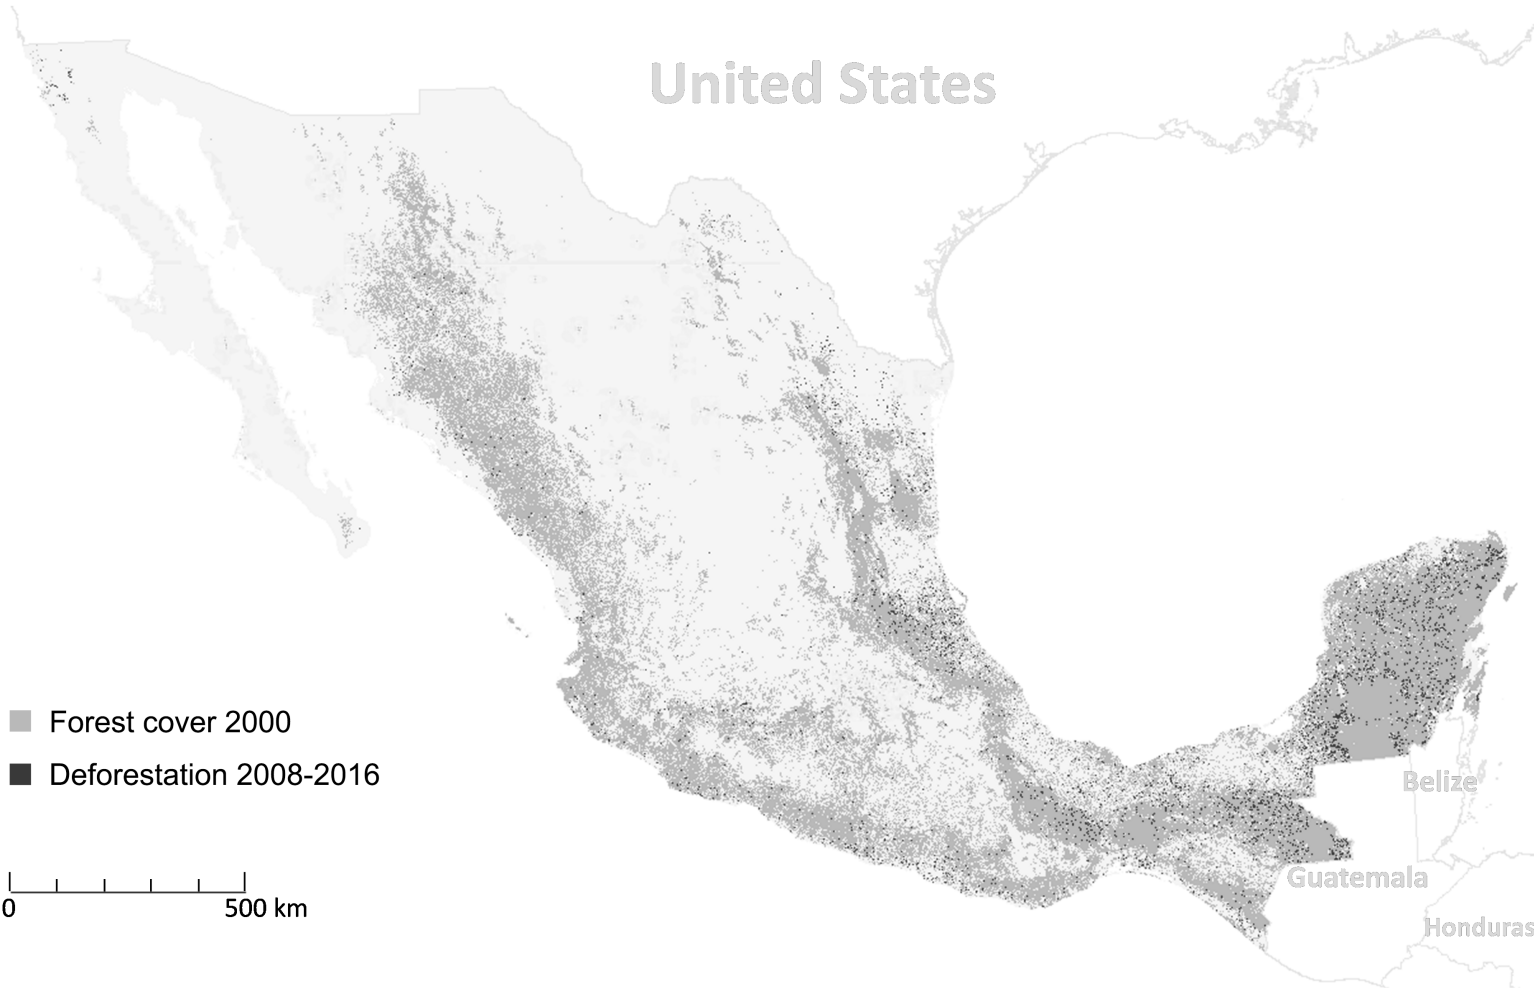 United States
Forest cover 2000
Deforestation 2008-2016
Belize
0 500 km
Guatemala
Honduras